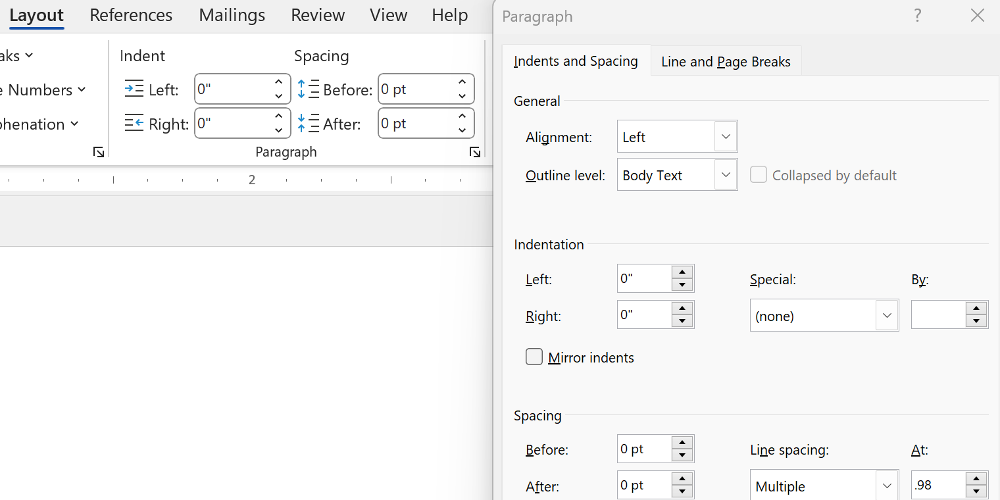 Layout References Mailings Review View Help
aks
Indent Spacing
e Numbers
Left: 0" Before: 0 pt
phenation
Right: 0" After: 0 pt
Paragraph
2
Paragraph ?
Indents and Spacing Line and Page Breaks
General
Alignment: Left
Outline level: Body Text Collapsed by default
Indentation
Left: 0" Special: By:
Right: 0" (none)
Mirror indents
Spacing
Before: 0 pt Line spacing: At:
After: 0 pt Multiple .98